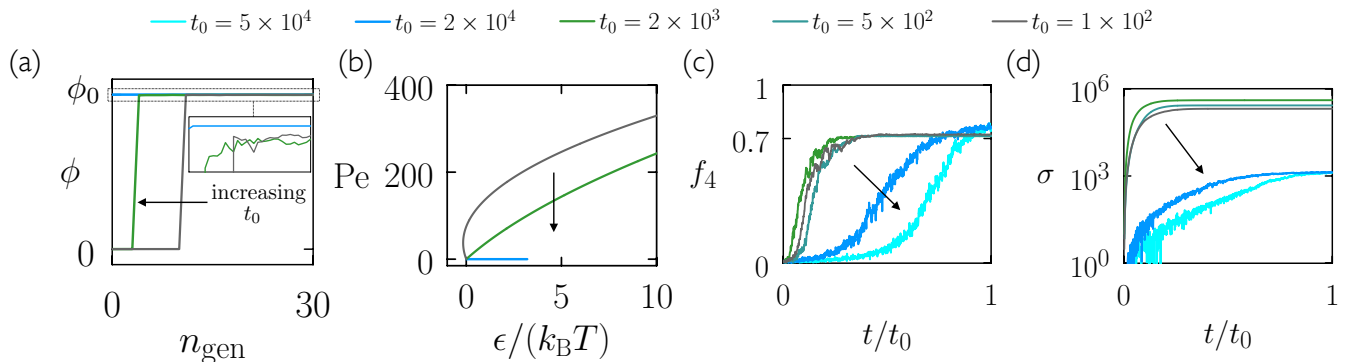 t₀ = 5 × 10⁴ t₀ = 2 × 10⁴ t₀ = 2 × 10³ t₀ = 5 × 10² t₀ = 1 × 10²
(a)
ϕ₀
ϕ
0
increasing
t₀
0 30
n_gen
(b)
400
Pe 200
0
0 5 10
ϵ/(k_B T)
(c)
1
0.7
f₄
0
0 1
t/t₀
(d)
10⁶
σ 10³
10⁰
0 1
t/t₀